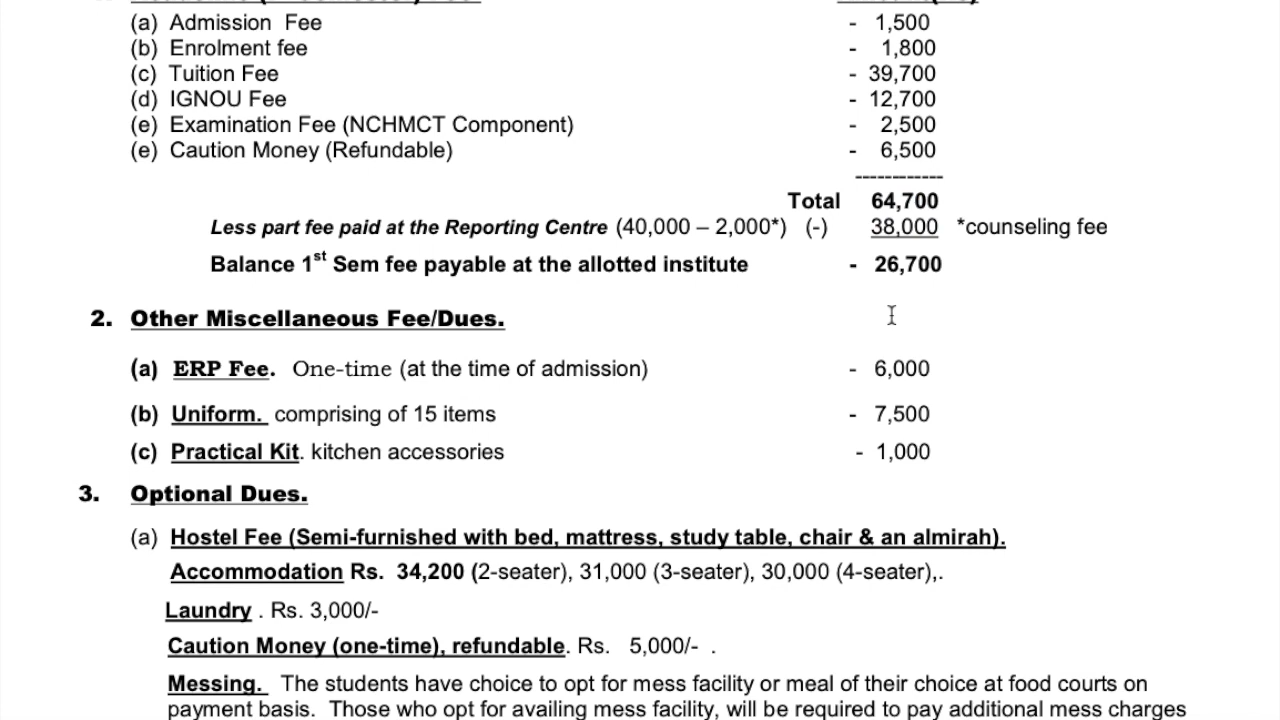 (a) Admission Fee - 1,500
(b) Enrolment fee - 1,800
(c) Tuition Fee - 39,700
(d) IGNOU Fee - 12,700
(e) Examination Fee (NCHMCT Component) - 2,500
(e) Caution Money (Refundable) - 6,500
------------
Total 64,700
Less part fee paid at the Reporting Centre (40,000 – 2,000*) (-) 38,000 *counseling fee
Balance 1st Sem fee payable at the allotted institute - 26,700
2. Other Miscellaneous Fee/Dues.
(a) ERP Fee. One-time (at the time of admission) - 6,000
(b) Uniform. comprising of 15 items - 7,500
(c) Practical Kit. kitchen accessories - 1,000
3. Optional Dues.
(a) Hostel Fee (Semi-furnished with bed, mattress, study table, chair & an almirah).
Accommodation Rs. 34,200 (2-seater), 31,000 (3-seater), 30,000 (4-seater),.
Laundry . Rs. 3,000/-
Caution Money (one-time), refundable. Rs. 5,000/- .
Messing. The students have choice to opt for mess facility or meal of their choice at food courts on
payment basis. Those who opt for availing mess facility, will be required to pay additional mess charges